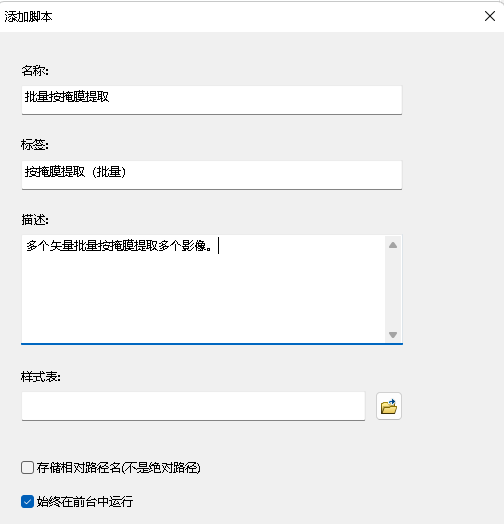 添加脚本
名称:
批量按掩膜提取
标签:
按掩膜提取（批量）
描述:
多个矢量批量按掩膜提取多个影像。
样式表:
存储相对路径名(不是绝对路径)
始终在前台中运行